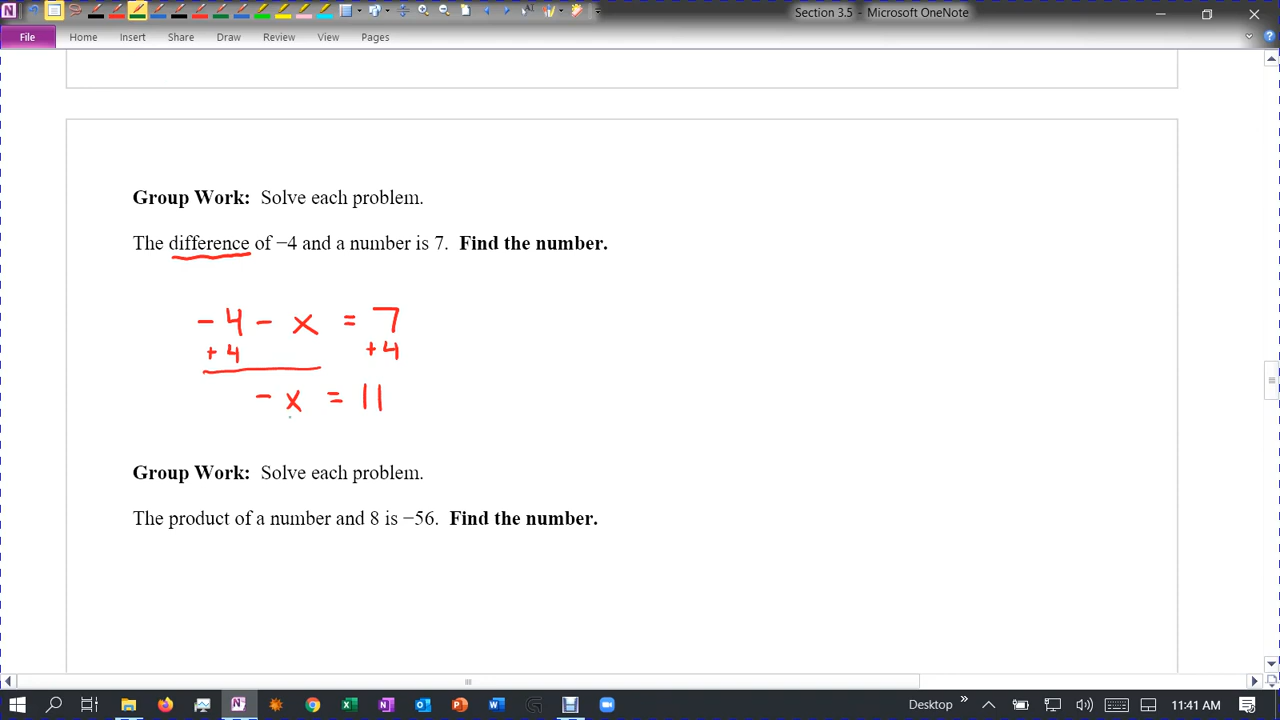 Section 3.5 - Microsoft OneNote
File Home Insert Share Draw Review View Pages
Group Work: Solve each problem.
The difference of −4 and a number is 7. Find the number.
- 4 - x = 7
+ 4 + 4
- x = 11
Group Work: Solve each problem.
The product of a number and 8 is −56. Find the number.
Desktop » 11:41 AM